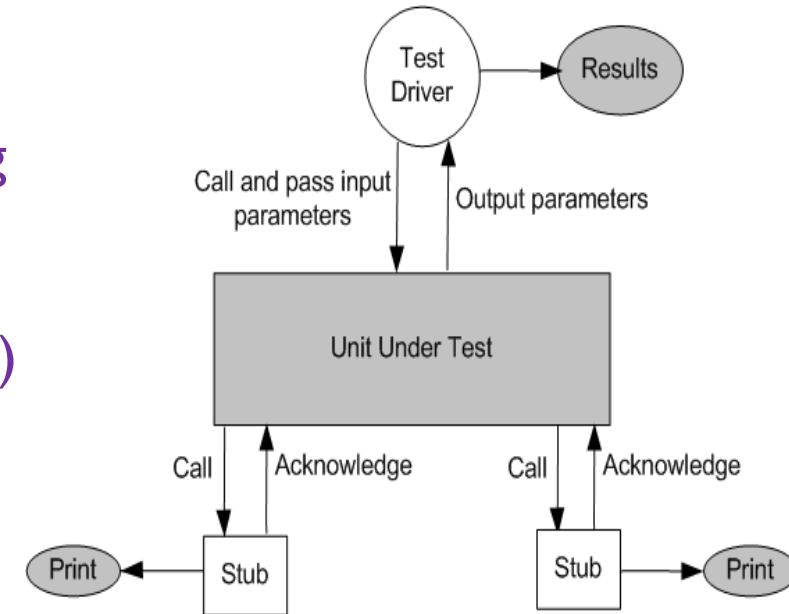 Test
Driver
Results
g
Call and pass input
parameters
Output parameters
)
Unit Under Test
Call
Acknowledge
Call
Acknowledge
Print
Stub
Stub
Print